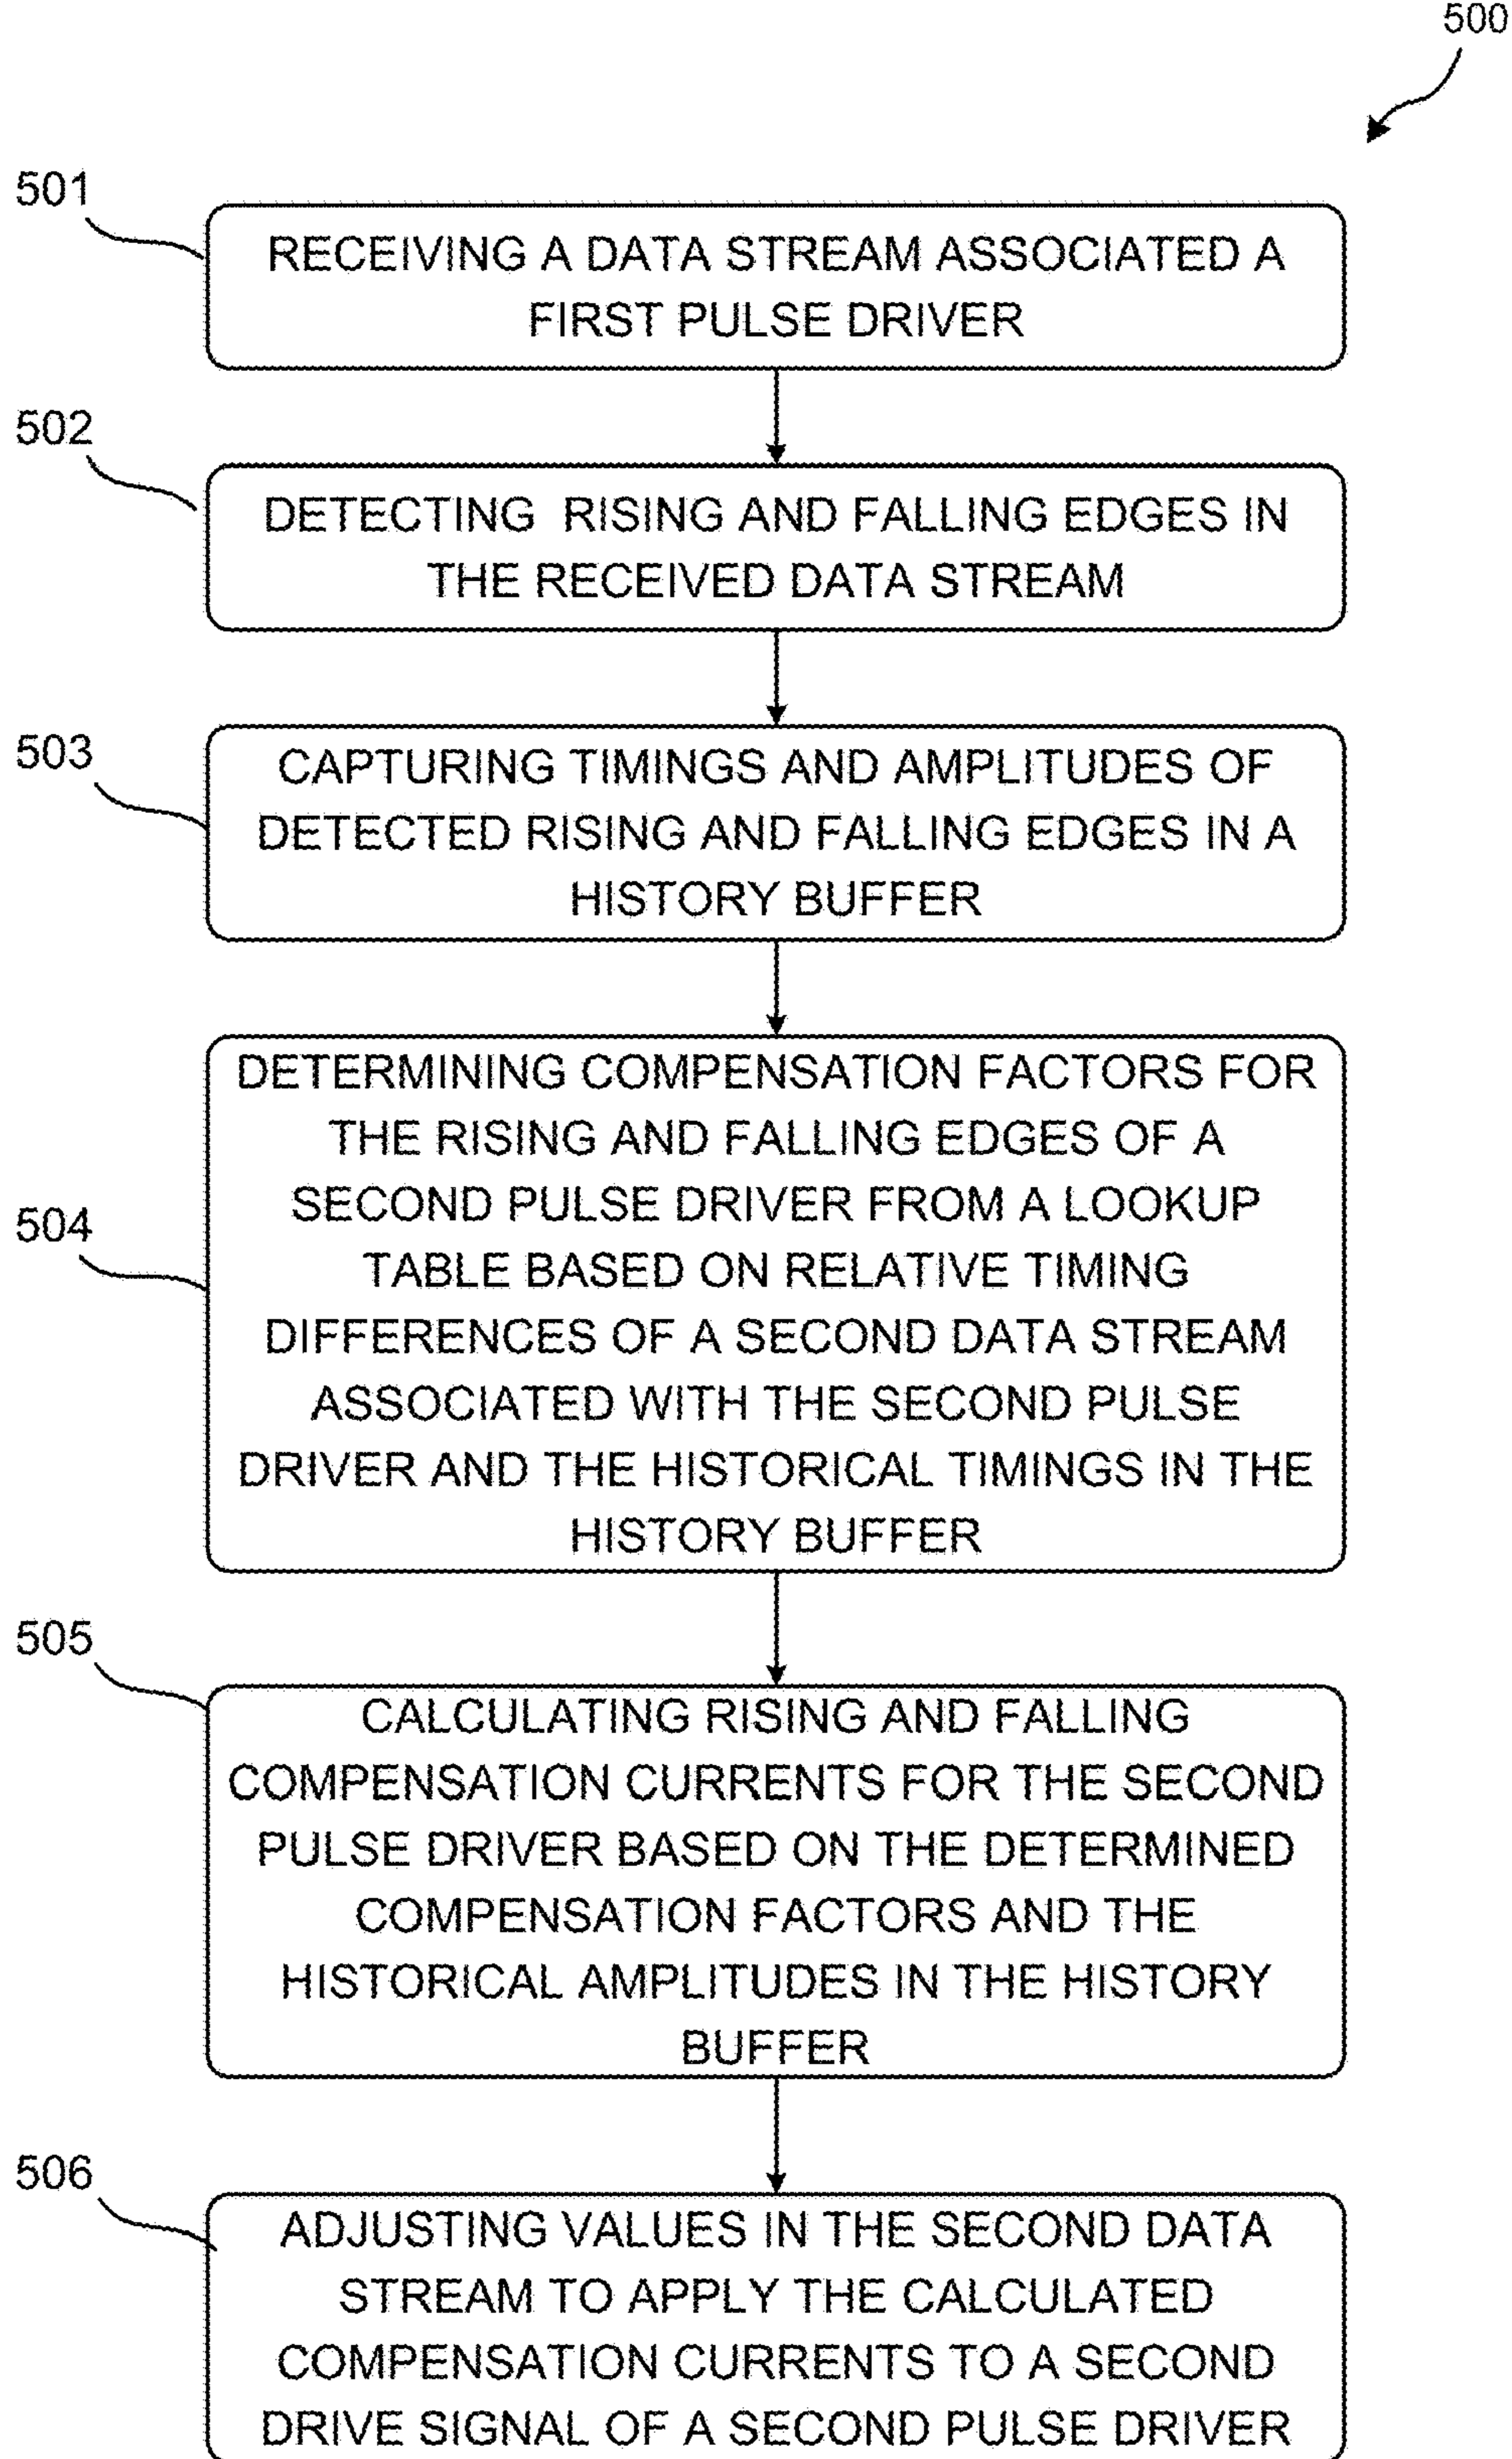 500
501
RECEIVING A DATA STREAM ASSOCIATED A
FIRST PULSE DRIVER
502
DETECTING RISING AND FALLING EDGES IN
THE RECEIVED DATA STREAM
503
CAPTURING TIMINGS AND AMPLITUDES OF
DETECTED RISING AND FALLING EDGES IN A
HISTORY BUFFER
504
DETERMINING COMPENSATION FACTORS FOR
THE RISING AND FALLING EDGES OF A
SECOND PULSE DRIVER FROM A LOOKUP
TABLE BASED ON RELATIVE TIMING
DIFFERENCES OF A SECOND DATA STREAM
ASSOCIATED WITH THE SECOND PULSE
DRIVER AND THE HISTORICAL TIMINGS IN THE
HISTORY BUFFER
505
CALCULATING RISING AND FALLING
COMPENSATION CURRENTS FOR THE SECOND
PULSE DRIVER BASED ON THE DETERMINED
COMPENSATION FACTORS AND THE
HISTORICAL AMPLITUDES IN THE HISTORY
BUFFER
506
ADJUSTING VALUES IN THE SECOND DATA
STREAM TO APPLY THE CALCULATED
COMPENSATION CURRENTS TO A SECOND
DRIVE SIGNAL OF A SECOND PULSE DRIVER